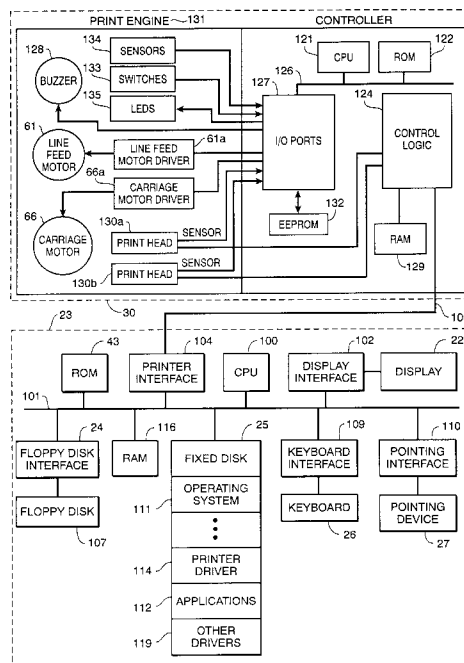 PRINT ENGINE 131 CONTROLLER
128
134
SENSORS
121
CPU
ROM
122
BUZZER
133
SWITCHES
127
126
135
LEDS
124
61
61a
I/O PORTS
CONTROL LOGIC
LINE FEED MOTOR
LINE FEED MOTOR DRIVER
66a
CARRIAGE MOTOR DRIVER
66
130a
SENSOR
EEPROM
132
CARRIAGE MOTOR
PRINT HEAD
RAM
SENSOR
129
130b
PRINT HEAD
23
30
43
104
100
102
22
ROM
PRINTER INTERFACE
CPU
DISPLAY INTERFACE
DISPLAY
101
24
116
25
109
110
FLOPPY DISK INTERFACE
RAM
FIXED DISK
KEYBOARD INTERFACE
POINTING INTERFACE
FLOPPY DISK
111
OPERATING SYSTEM
KEYBOARD
POINTING DEVICE
107
26
27
114
PRINTER DRIVER
112
APPLICATIONS
119
OTHER DRIVERS